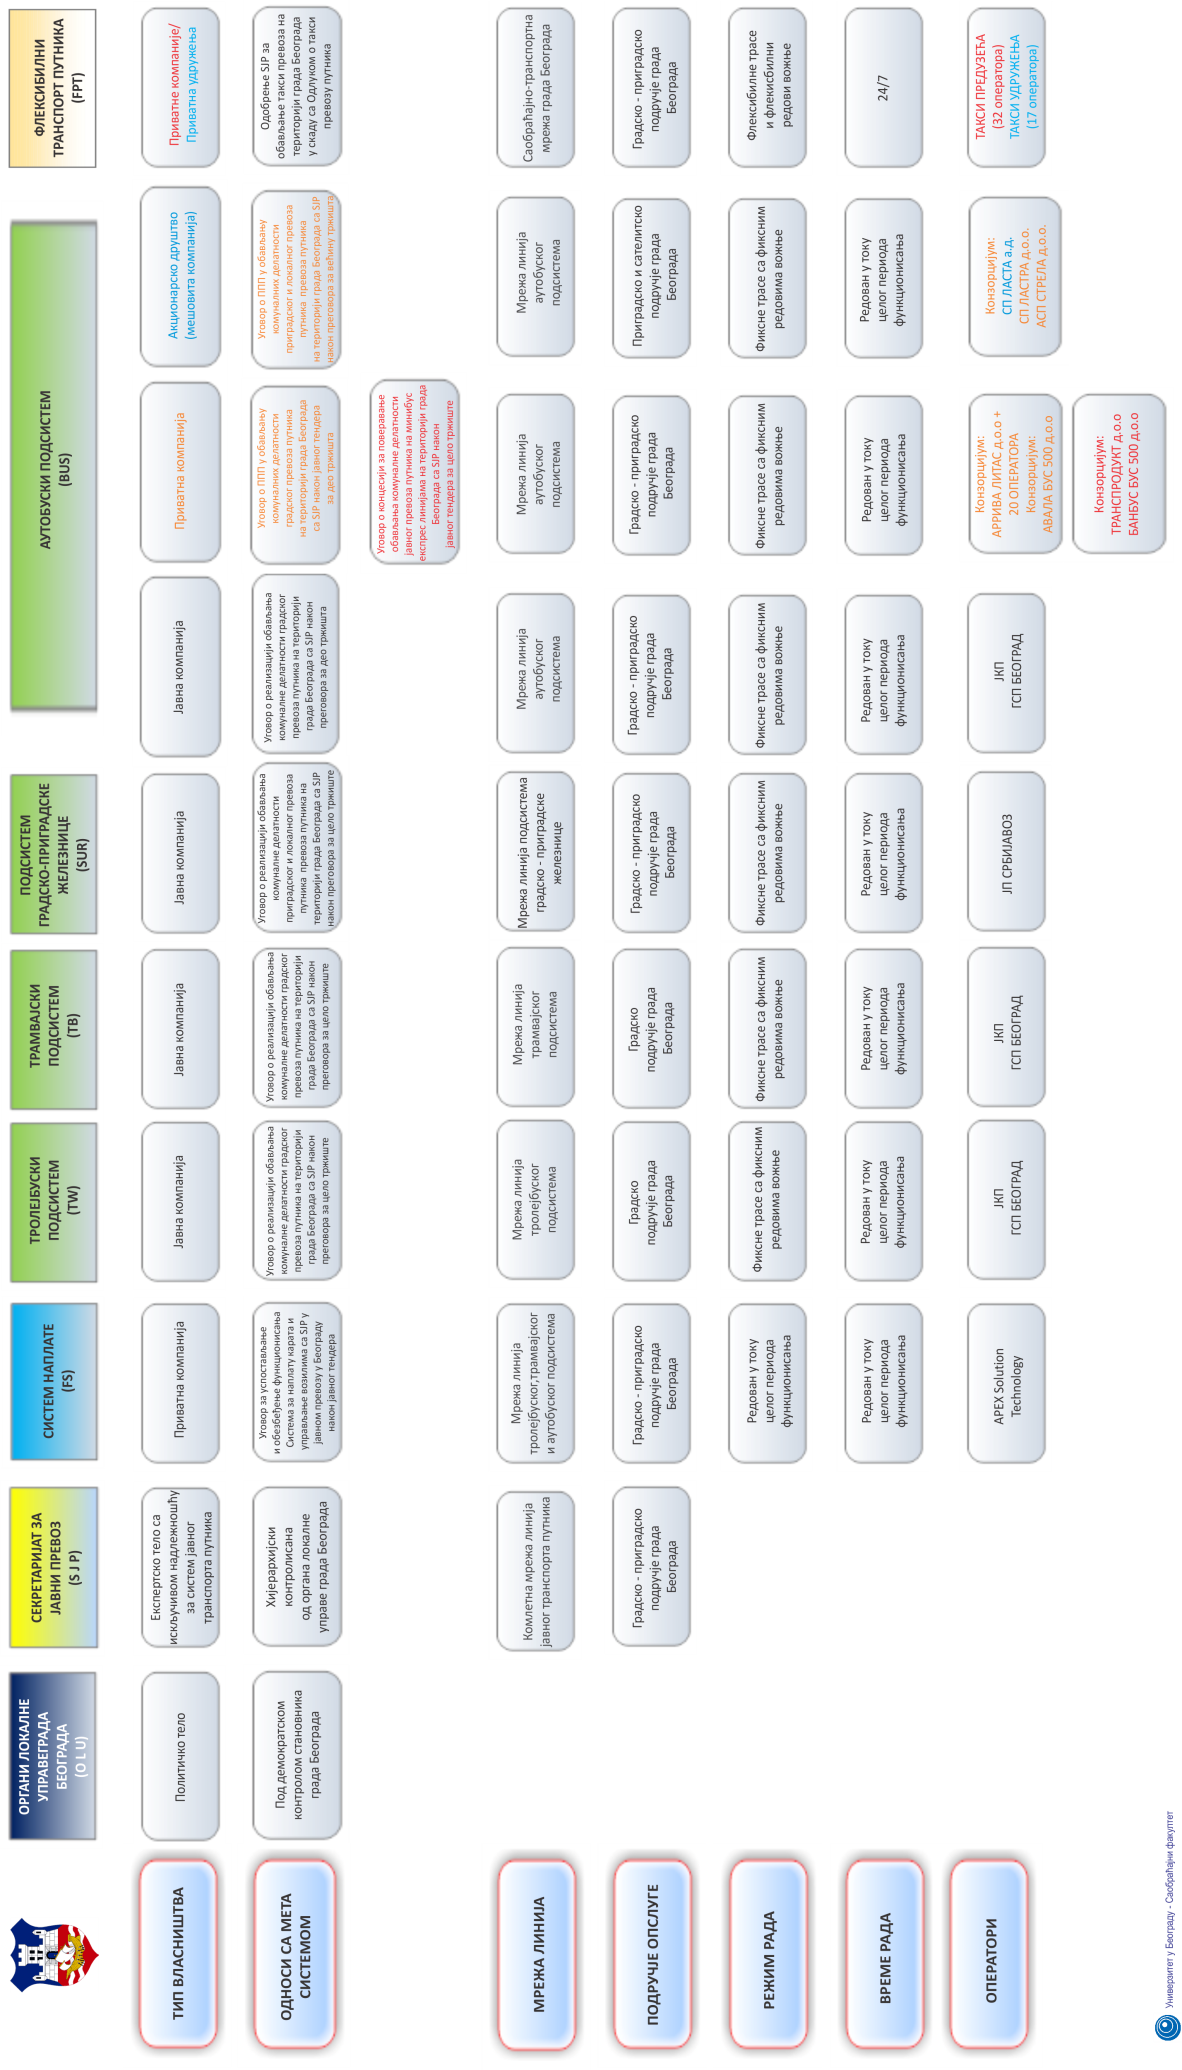 ОРГАНИ ЛОКАЛНЕ
УПРАВЕГРАДА
БЕОГРАДА
(O L U)
СЕКРЕТАРИЈАТ ЗА
ЈАВНИ ПРЕВОЗ
(S J P)
СИСТЕМ НАПЛАТЕ
(FS)
ТРОЛЕЈБУСКИ
ПОДСИСТЕМ
(TW)
ТРАМВАЈСКИ
ПОДСИСТЕМ
(TB)
ПОДСИСТЕМ
ГРАДСКО-ПРИГРАДСКЕ
ЖЕЛЕЗНИЦЕ
(SUR)
АУТОБУСКИ ПОДСИСТЕМ
(BUS)
ФЛЕКСИБИЛНИ
ТРАНСПОРТ ПУТНИКА
(FPT)
ТИП ВЛАСНИШТВА
Политичко тело
Експертско тело са
искључивом надлежношћу
за систем јавног
транспорта путника
Приватна компанија
Јавна компанија
Јавна компанија
Јавна компанија
Јавна компанија
Приватна компанија
Акционарско друштво
(мешовита компанија)
Приватне компаније/
Приватна удружења
ОДНОСИ СА МЕТА
СИСТЕМОМ
Под демократском
контролом становника
града Београда
Хијерархијски
контролисана
од органа локалне
управе града Београда
Уговор за успостављање
и обезбеђење функционисања
Система за наплату карата и
управљање возилима са SJP у
јавном превозу у Београду
након јавног тендера
Уговор о реализацији обављања
комуналне делатности градског
превоза путника на територији
града Београда са SJP након
преговора за цело тржиште
Уговор о реализацији обављања
комуналне делатности градског
превоза путника на територији
града Београда са SJP након
преговора за цело тржиште
Уговор о реализацији обављања
комуналне делатности
приградског и локалног превоза
путника превоза путника на
територији града Београда са SJP
након преговора за цело тржиште
Уговор о реализацији обављања
комуналне делатности градског
превоза путника на територији
града Београда са SJP након
преговора за део тржишта
Уговор о ППП у обављању
комуналних делатности
градског превоза путника
на територији града Београда
са SJP након јавног тендера
за део тржишта
Уговор о ППП у обављању
комуналних делатности
приградског и локалног превоза
путника превоза путника
на територији града Београда са SJP
након преговора за већину тржишта
Одобрење SJP за
обављање такси превоза на
територији града Београда
у скаду са Одлуком о такси
превозу путника
Уговор о концесији за поверавање
обављања комуналне делатности
јавног превоза путника на минибус
експрес линијама на територији града
Београда са SJP након
јавног тендера за цело тржиште
МРЕЖА ЛИНИЈА
Комлетна мрежа линија
јавног транспорта путника
Мрежа линија
тролејбуског,трамвајског
и аутобуског подсистема
Мрежа линија
тролејбуског
подсистема
Мрежа линија
трамвајског
подсистема
Мрежа линија подсистема
градско - приградске
железнице
Мрежа линија
аутобуског
подсистема
Мрежа линија
аутобуског
подсистема
Мрежа линија
аутобуског
подсистема
Саобраћајно-транспортна
мрежа града Београда
ПОДРУЧЈЕ ОПСЛУГЕ
Градско - приградско
подручје града
Београда
Градско - приградско
подручје града
Београда
Градско
подручје града
Београда
Градско
подручје града
Београда
Градско - приградско
подручје града
Београда
Градско - приградско
подручје града
Београда
Градско - приградско
подручје града
Београда
Приградско и сателитско
подручје града
Београда
Градско - приградско
подручје града
Београда
РЕЖИМ РАДА
Редован у току
целог периода
функционисања
Фиксне трасе са фиксним
редовима вожње
Фиксне трасе са фиксним
редовима вожње
Фиксне трасе са фиксним
редовима вожње
Фиксне трасе са фиксним
редовима вожње
Фиксне трасе са фиксним
редовима вожње
Фиксне трасе са фиксним
редовима вожње
Флексибилне трасе
и флекисбилни
редови вожње
ВРЕМЕ РАДА
Редован у току
целог периода
функционисања
Редован у току
целог периода
функционисања
Редован у току
целог периода
функционисања
Редован у току
целог периода
функционисања
Редован у току
целог периода
функционисања
Редован у току
целог периода
функционисања
Редован у току
целог периода
функционисања
24/7
ОПЕРАТОРИ
APEX Solution
Technology
ЈКП
ГСП БЕОГРАД
ЈКП
ГСП БЕОГРАД
ЈП СРБИЈАВОЗ
ЈКП
ГСП БЕОГРАД
Конзорцијум:
АРРИВА ЛИТАС д.о.о +
20 ОПЕРАТОРА
Конзорцијум:
АВАЛА БУС 500 д.о.о
Конзорцијум:
СП ЛАСТА а.д.
СП ЛАСТРА д.о.о.
АСП СТРЕЛА д.о.о.
ТАКСИ ПРЕДУЗЕЋА
(32 оператора)
ТАКСИ УДРУЖЕЊА
(17 оператора)
Конзорцијум:
ТРАНСПРОДУКТ д.о.о
БАНБУС БУС 500 д.о.о
Универзитет у Београду - Саобраћајни факултет